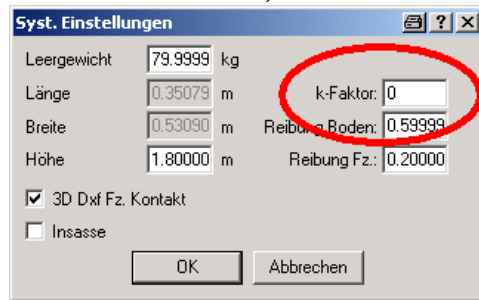 Syst. Einstellungen
Leergewicht 79.9999 kg
Länge 0.35079 m k-Faktor: 0
Breite 0.53090 m Reibung Boden: 0.59999
Höhe 1.80000 m Reibung Fz.: 0.20000
3D Dxf Fz. Kontakt
Insasse
OK Abbrechen